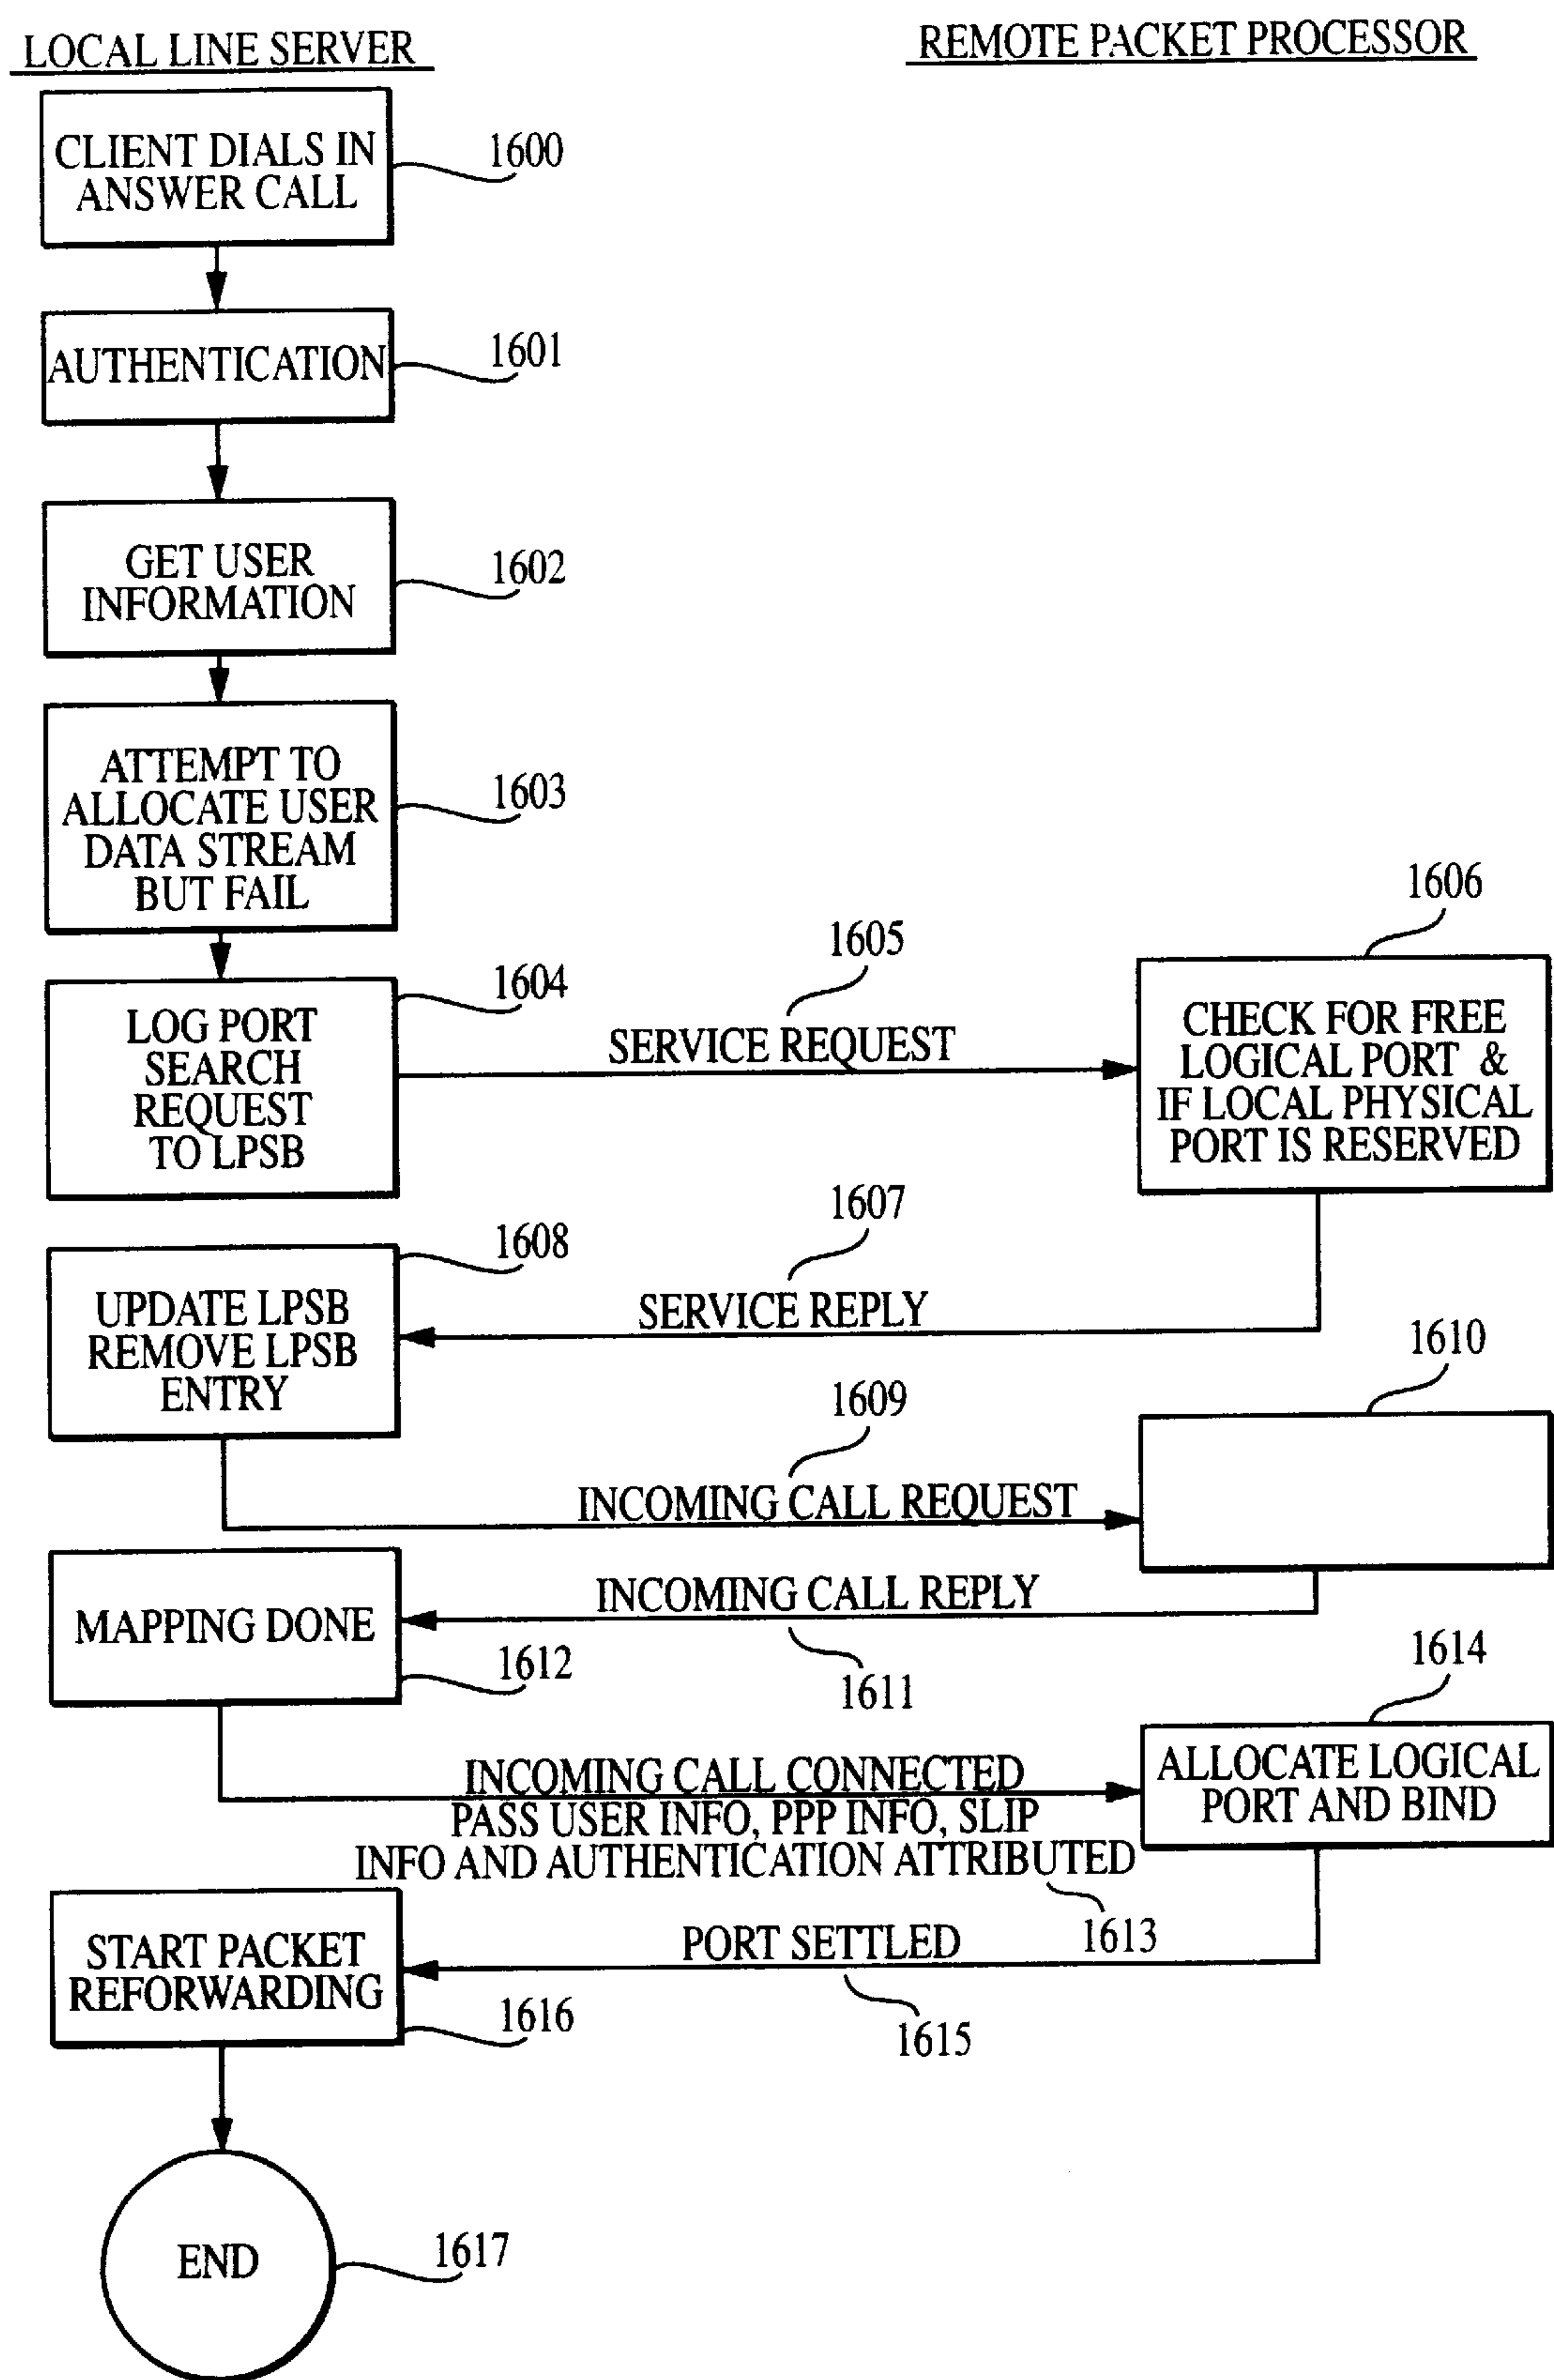 LOCAL LINE SERVER
REMOTE PACKET PROCESSOR
CLIENT DIALS IN
ANSWER CALL
1600
AUTHENTICATION
1601
GET USER
INFORMATION
1602
ATTEMPT TO
ALLOCATE USER
DATA STREAM
BUT FAIL
1603
LOG PORT
SEARCH
REQUEST
TO LPSB
1604
1605
SERVICE REQUEST
1606
CHECK FOR FREE
LOGICAL PORT &
IF LOCAL PHYSICAL
PORT IS RESERVED
1607
SERVICE REPLY
1608
UPDATE LPSB
REMOVE LPSB
ENTRY
1609
INCOMING CALL REQUEST
1610
INCOMING CALL REPLY
1611
MAPPING DONE
1612
INCOMING CALL CONNECTED
PASS USER INFO, PPP INFO, SLIP
INFO AND AUTHENTICATION ATTRIBUTED
1613
1614
ALLOCATE LOGICAL
PORT AND BIND
PORT SETTLED
1615
START PACKET
REFORWARDING
1616
END
1617